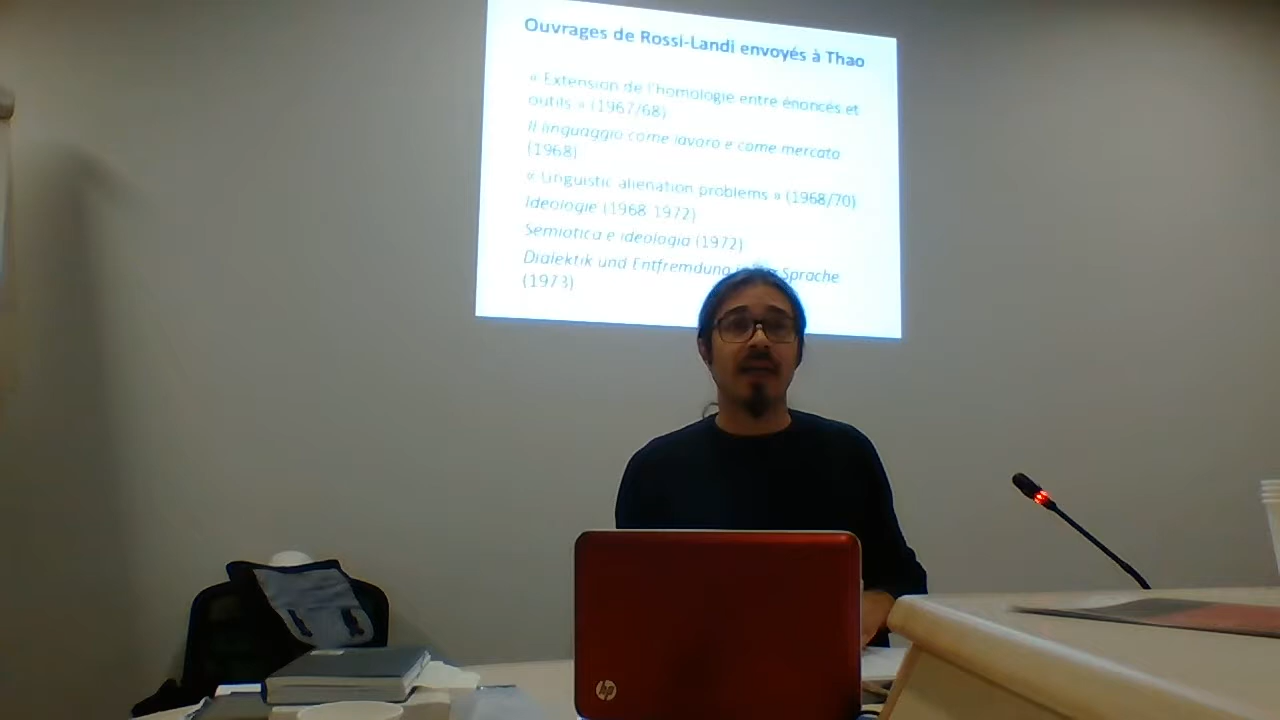 Ouvrages de Rossi-Landi envoyés à Thao
« Extension de l'homologie entre énoncés et
outils » (1967/68)
Il linguaggio come lavoro e come mercato
(1968)
« Linguistic alienation problems » (1968/70)
Ideologie (1968 1972)
Semiotica e ideologia (1972)
Dialektik und Entfremdung Sprache
(1973)
hp